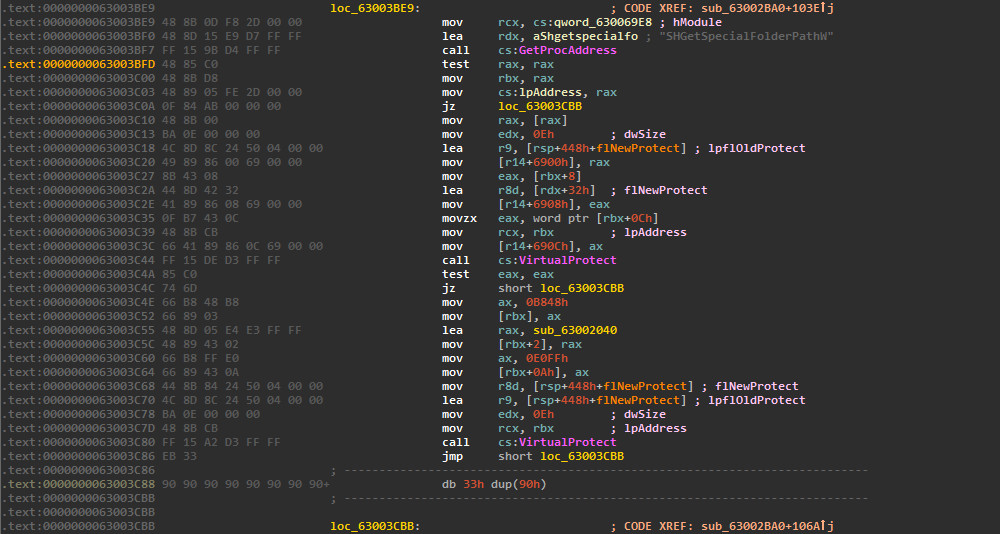 .text:0000000063003BE9 loc_63003BE9: ; CODE XREF: sub_63002BA0+103E↑j
.text:0000000063003BE9 48 8B 0D F8 2D 00 00 mov rcx, cs:qword_630069E8 ; hModule
.text:0000000063003BF0 48 8D 15 E9 D7 FF FF lea rdx, aShgetspecialfo ; "SHGetSpecialFolderPathW"
.text:0000000063003BF7 FF 15 9B D4 FF FF call cs:GetProcAddress
.text:0000000063003BFD 48 85 C0 test rax, rax
.text:0000000063003C00 48 8B D8 mov rbx, rax
.text:0000000063003C03 48 89 05 FE 2D 00 00 mov cs:lpAddress, rax
.text:0000000063003C0A 0F 84 AB 00 00 00 jz loc_63003CBB
.text:0000000063003C10 48 8B 00 mov rax, [rax]
.text:0000000063003C13 BA 0E 00 00 00 mov edx, 0Eh ; dwSize
.text:0000000063003C18 4C 8D 8C 24 50 04 00 00 lea r9, [rsp+448h+flNewProtect] ; lpflOldProtect
.text:0000000063003C20 49 89 86 00 69 00 00 mov [r14+6900h], rax
.text:0000000063003C27 8B 43 08 mov eax, [rbx+8]
.text:0000000063003C2A 44 8D 42 32 lea r8d, [rdx+32h] ; flNewProtect
.text:0000000063003C2E 41 89 86 08 69 00 00 mov [r14+6908h], eax
.text:0000000063003C35 0F B7 43 0C movzx eax, word ptr [rbx+0Ch]
.text:0000000063003C39 48 8B CB mov rcx, rbx ; lpAddress
.text:0000000063003C3C 66 41 89 86 0C 69 00 00 mov [r14+690Ch], ax
.text:0000000063003C44 FF 15 DE D3 FF FF call cs:VirtualProtect
.text:0000000063003C4A 85 C0 test eax, eax
.text:0000000063003C4C 74 6D jz short loc_63003CBB
.text:0000000063003C4E 66 B8 48 B8 mov ax, 0B848h
.text:0000000063003C52 66 89 03 mov [rbx], ax
.text:0000000063003C55 48 8D 05 E4 E3 FF FF lea rax, sub_63002040
.text:0000000063003C5C 48 89 43 02 mov [rbx+2], rax
.text:0000000063003C60 66 B8 FF E0 mov ax, 0E0FFh
.text:0000000063003C64 66 89 43 0A mov [rbx+0Ah], ax
.text:0000000063003C68 44 8B 84 24 50 04 00 00 mov r8d, [rsp+448h+flNewProtect] ; flNewProtect
.text:0000000063003C70 4C 8D 8C 24 50 04 00 00 lea r9, [rsp+448h+flNewProtect] ; lpflOldProtect
.text:0000000063003C78 BA 0E 00 00 00 mov edx, 0Eh ; dwSize
.text:0000000063003C7D 48 8B CB mov rcx, rbx ; lpAddress
.text:0000000063003C80 FF 15 A2 D3 FF FF call cs:VirtualProtect
.text:0000000063003C86 EB 33 jmp short loc_63003CBB
.text:0000000063003C86 ; ---------------------------------------------------------------------------
.text:0000000063003C88 90 90 90 90 90 90 90 90+ db 33h dup(90h)
.text:0000000063003CBB ; ---------------------------------------------------------------------------
.text:0000000063003CBB
.text:0000000063003CBB loc_63003CBB: ; CODE XREF: sub_63002BA0+106A↑j